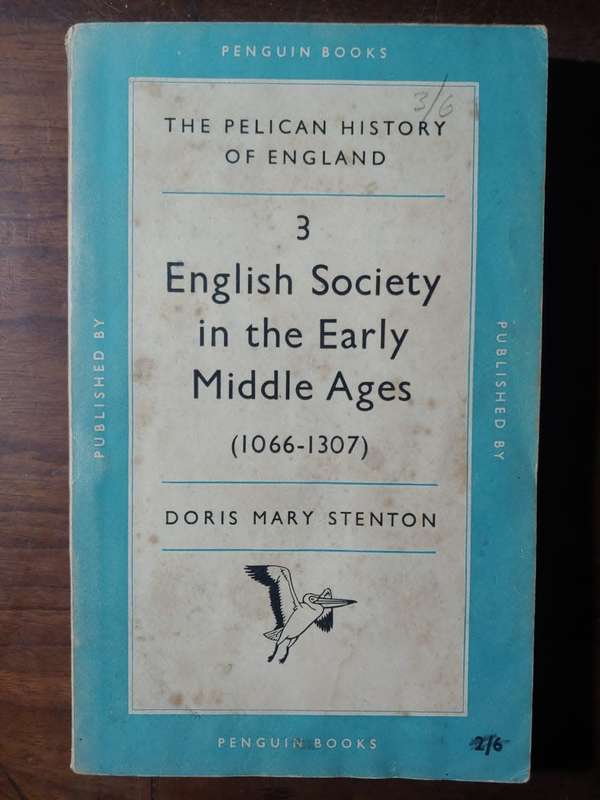 PENGUIN BOOKS
3/6
THE PELICAN HISTORY
OF ENGLAND
3
English Society
in the Early
Middle Ages
(1066-1307)
DORIS MARY STENTON
PUBLISHED BY
PUBLISHED BY
PENGUIN BOOKS
2/6